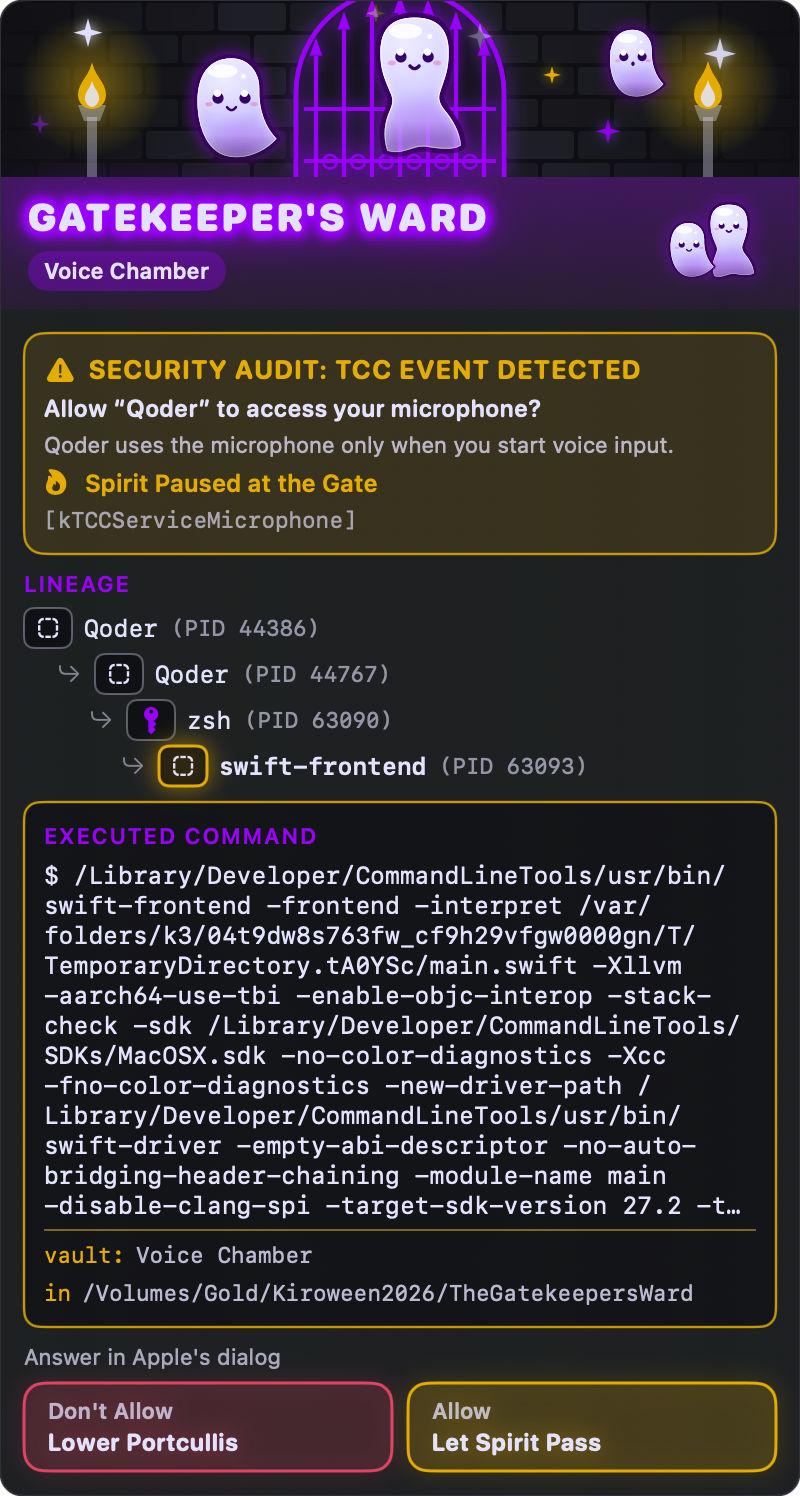 GATEKEEPER'S WARD
Voice Chamber
SECURITY AUDIT: TCC EVENT DETECTED
Allow “Qoder” to access your microphone?
Qoder uses the microphone only when you start voice input.
Spirit Paused at the Gate
[kTCCServiceMicrophone]
LINEAGE
Qoder (PID 44386)
Qoder (PID 44767)
zsh (PID 63090)
swift-frontend (PID 63093)
EXECUTED COMMAND
$ /Library/Developer/CommandLineTools/usr/bin/
swift-frontend -frontend -interpret /var/
folders/k3/04t9dw8s763fw_cf9h29vfgw0000gn/T/
TemporaryDirectory.tA0YSc/main.swift -Xllvm
-aarch64-use-tbi -enable-objc-interop -stack-
check -sdk /Library/Developer/CommandLineTools/
SDKs/MacOSX.sdk -no-color-diagnostics -Xcc
-fno-color-diagnostics -new-driver-path /
Library/Developer/CommandLineTools/usr/bin/
swift-driver -empty-abi-descriptor -no-auto-
bridging-header-chaining -module-name main
-disable-clang-spi -target-sdk-version 27.2 -t…
vault: Voice Chamber
in /Volumes/Gold/Kiroween2026/TheGatekeepersWard
Answer in Apple's dialog
Don't Allow
Lower Portcullis
Allow
Let Spirit Pass